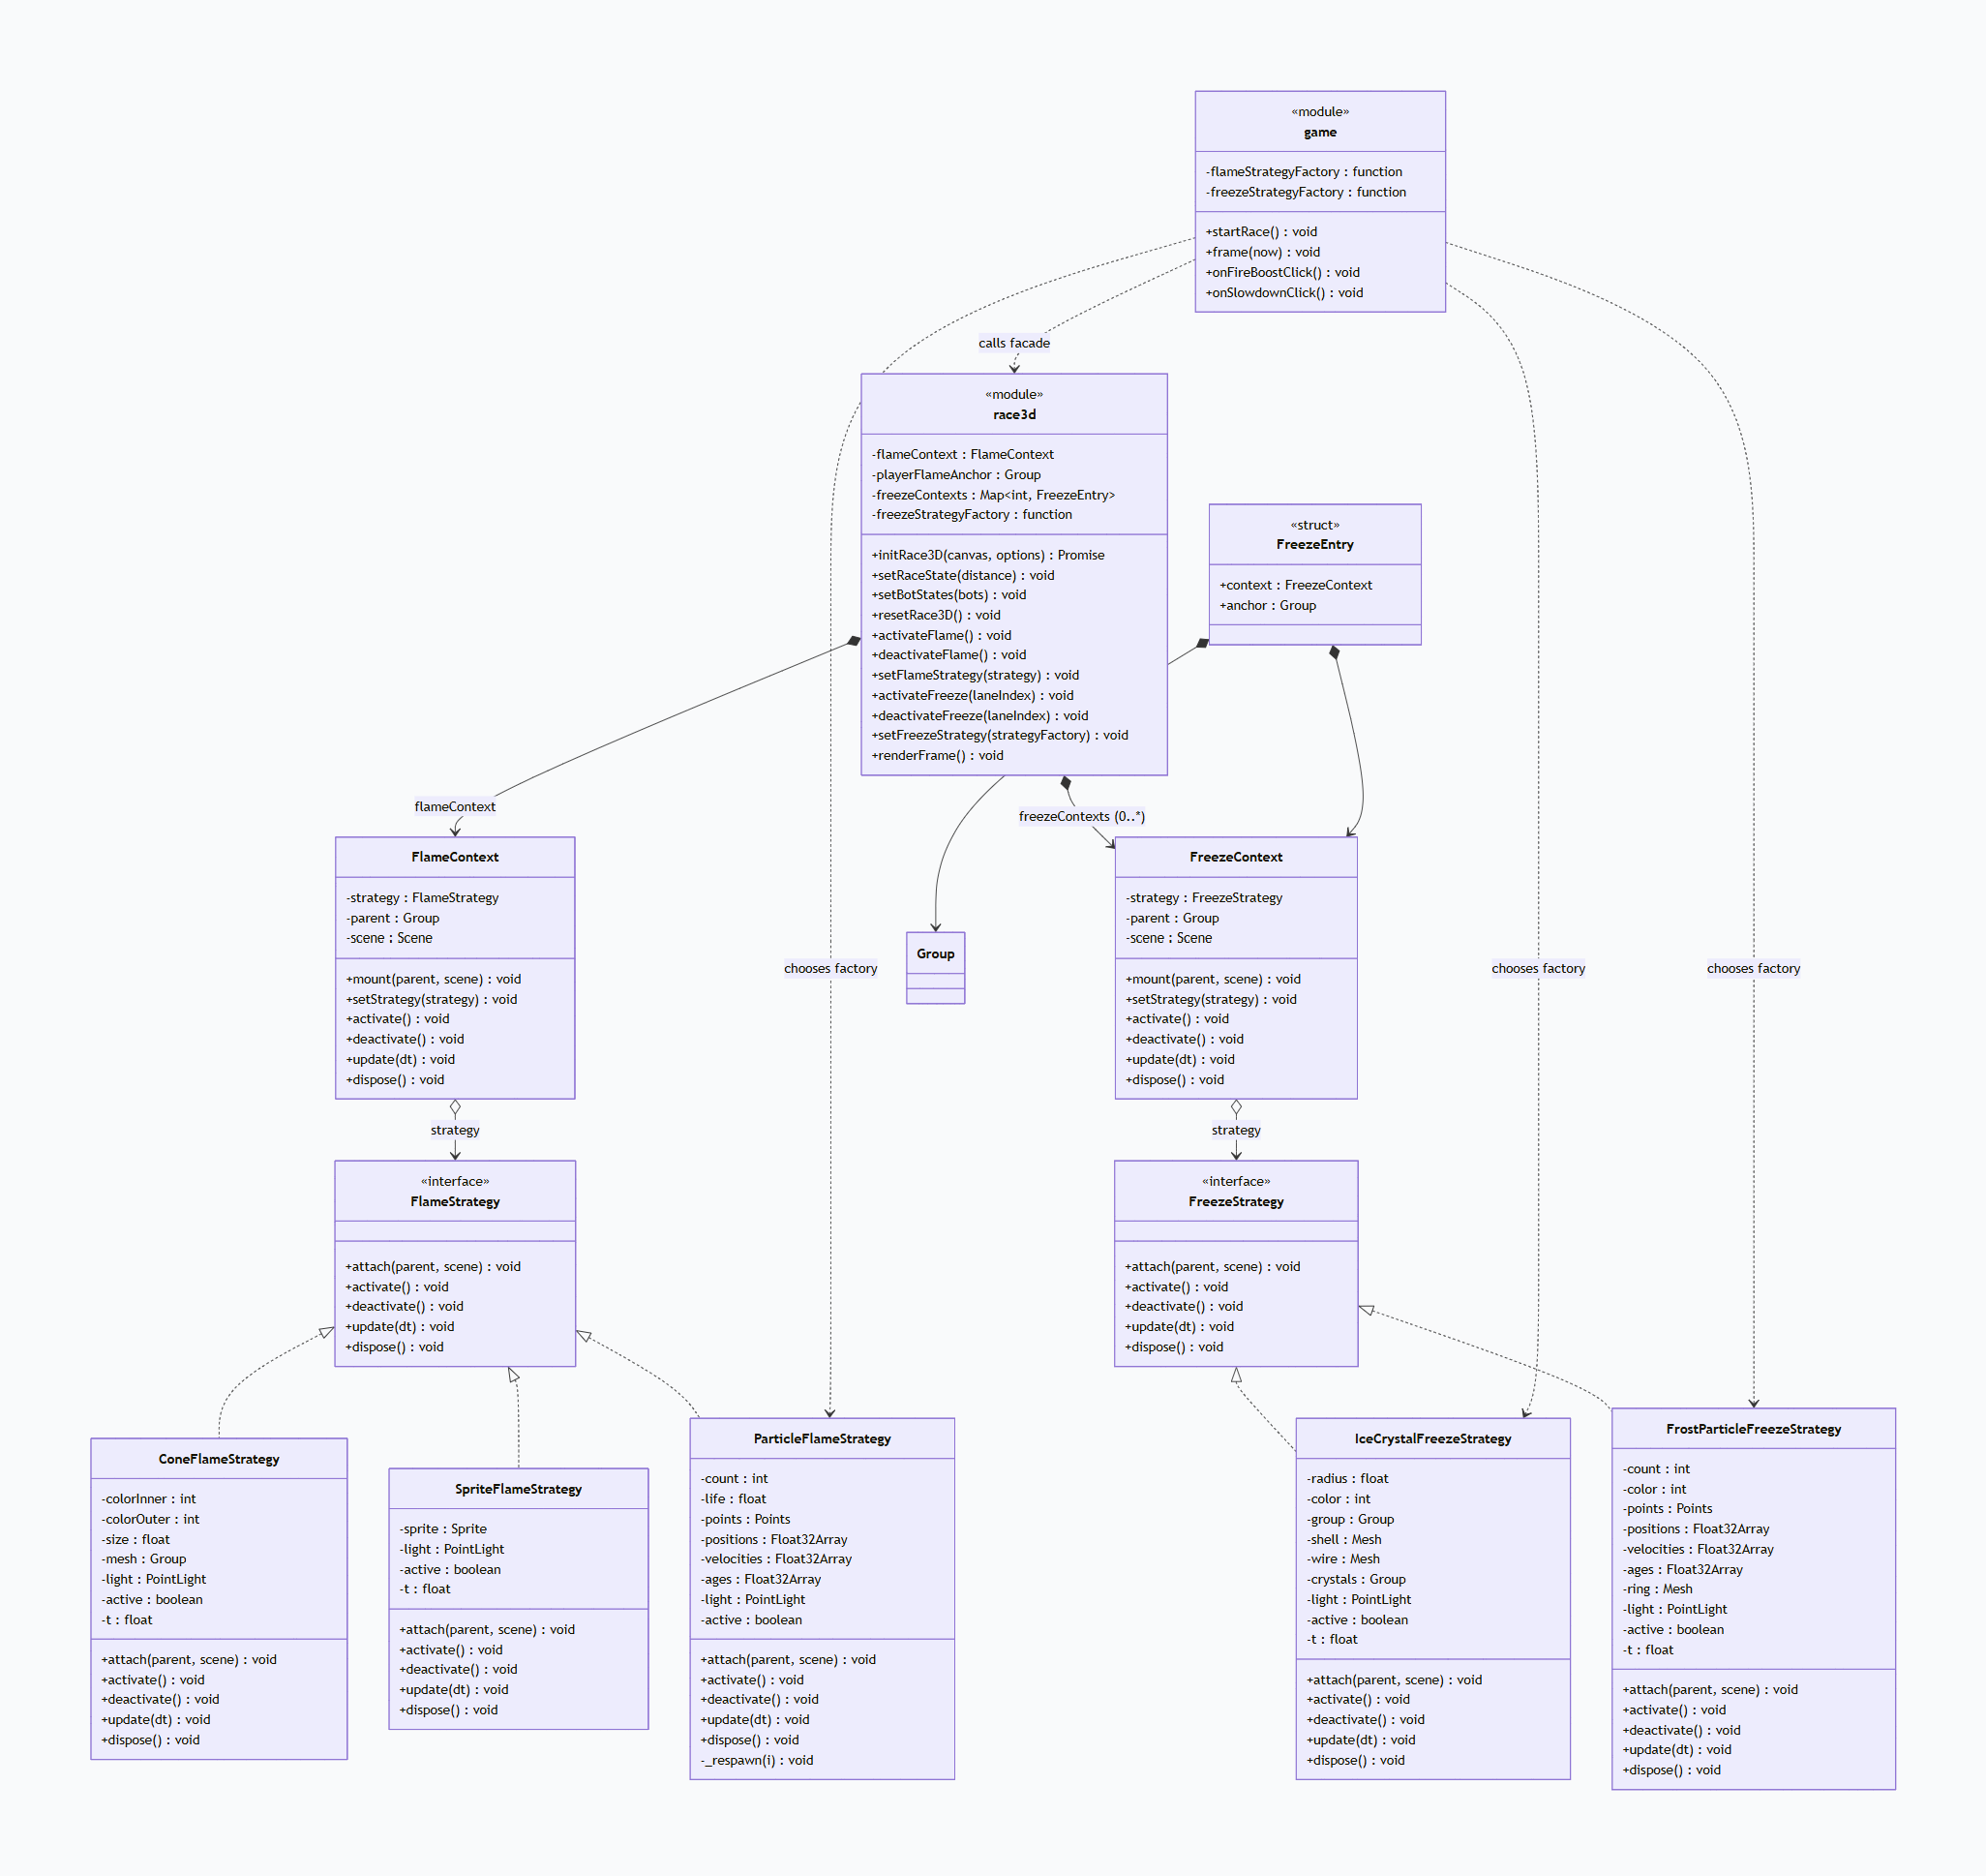 «module»
game
-flameStrategyFactory : function
-freezeStrategyFactory : function
+startRace() : void
+frame(now) : void
+onFireBoostClick() : void
+onSlowdownClick() : void
calls facade
«module»
race3d
-flameContext : FlameContext
-playerFlameAnchor : Group
-freezeContexts : Map<int, FreezeEntry>
-freezeStrategyFactory : function
+initRace3D(canvas, options) : Promise
+setRaceState(distance) : void
+setBotStates(bots) : void
+resetRace3D() : void
+activateFlame() : void
+deactivateFlame() : void
+setFlameStrategy(strategy) : void
+activateFreeze(laneIndex) : void
+deactivateFreeze(laneIndex) : void
+setFreezeStrategy(strategyFactory) : void
+renderFrame() : void
«struct»
FreezeEntry
+context : FreezeContext
+anchor : Group
flameContext
freezeContexts (0..*)
FlameContext
-strategy : FlameStrategy
-parent : Group
-scene : Scene
+mount(parent, scene) : void
+setStrategy(strategy) : void
+activate() : void
+deactivate() : void
+update(dt) : void
+dispose() : void
chooses factory
Group
FreezeContext
-strategy : FreezeStrategy
-parent : Group
-scene : Scene
+mount(parent, scene) : void
+setStrategy(strategy) : void
+activate() : void
+deactivate() : void
+update(dt) : void
+dispose() : void
chooses factory
chooses factory
strategy
strategy
«interface»
FlameStrategy
+attach(parent, scene) : void
+activate() : void
+deactivate() : void
+update(dt) : void
+dispose() : void
«interface»
FreezeStrategy
+attach(parent, scene) : void
+activate() : void
+deactivate() : void
+update(dt) : void
+dispose() : void
ConeFlameStrategy
-colorInner : int
-colorOuter : int
-size : float
-mesh : Group
-light : PointLight
-active : boolean
-t : float
+attach(parent, scene) : void
+activate() : void
+deactivate() : void
+update(dt) : void
+dispose() : void
SpriteFlameStrategy
-sprite : Sprite
-light : PointLight
-active : boolean
-t : float
+attach(parent, scene) : void
+activate() : void
+deactivate() : void
+update(dt) : void
+dispose() : void
ParticleFlameStrategy
-count : int
-life : float
-points : Points
-positions : Float32Array
-velocities : Float32Array
-ages : Float32Array
-light : PointLight
-active : boolean
+attach(parent, scene) : void
+activate() : void
+deactivate() : void
+update(dt) : void
+dispose() : void
-_respawn(i) : void
IceCrystalFreezeStrategy
-radius : float
-color : int
-group : Group
-shell : Mesh
-wire : Mesh
-crystals : Group
-light : PointLight
-active : boolean
-t : float
+attach(parent, scene) : void
+activate() : void
+deactivate() : void
+update(dt) : void
+dispose() : void
FrostParticleFreezeStrategy
-count : int
-color : int
-points : Points
-positions : Float32Array
-velocities : Float32Array
-ages : Float32Array
-ring : Mesh
-light : PointLight
-active : boolean
-t : float
+attach(parent, scene) : void
+activate() : void
+deactivate() : void
+update(dt) : void
+dispose() : void